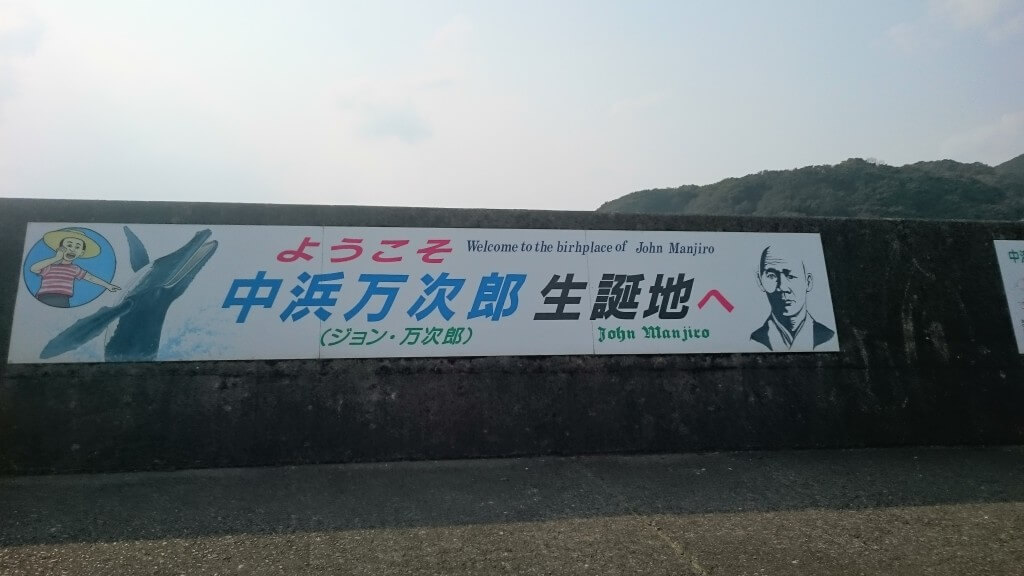 ようこそ Welcome to the birhplace of John Manjiro
中浜万次郎 生誕地へ
(ジョン・万次郎) John Manjiro
中